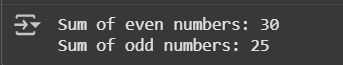 Sum of even numbers: 30
Sum of odd numbers: 25